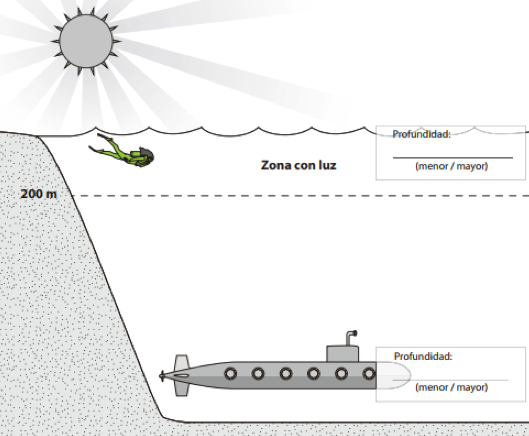 Profundidad:
(menor / mayor)
Zona con luz
200 m
Profundidad:
(menor / mayor)